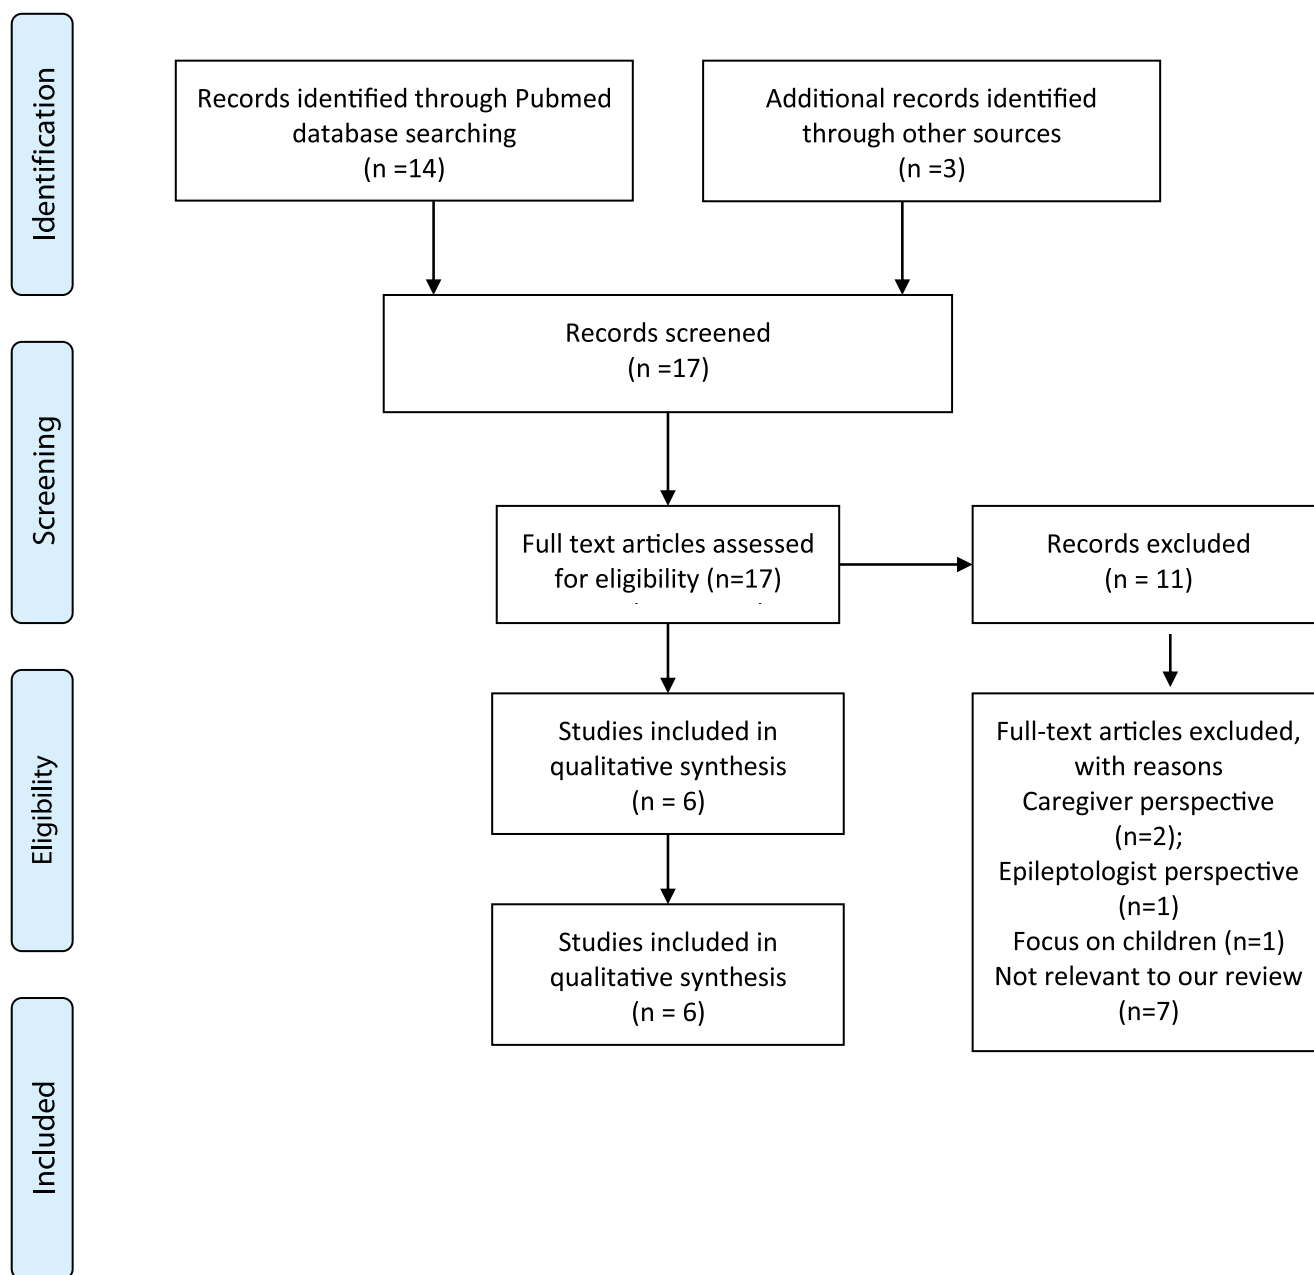 Identification
Records identified through Pubmed
database searching
(n =14)
Additional records identified
through other sources
(n =3)
Records screened
(n =17)
Screening
Full text articles assessed
for eligibility (n=17)
Records excluded
(n = 11)
Eligibility
Studies included in
qualitative synthesis
(n = 6)
Full-text articles excluded,
with reasons
Caregiver perspective
(n=2);
Epileptologist perspective
(n=1)
Focus on children (n=1)
Not relevant to our review
(n=7)
Studies included in
qualitative synthesis
(n = 6)
Included